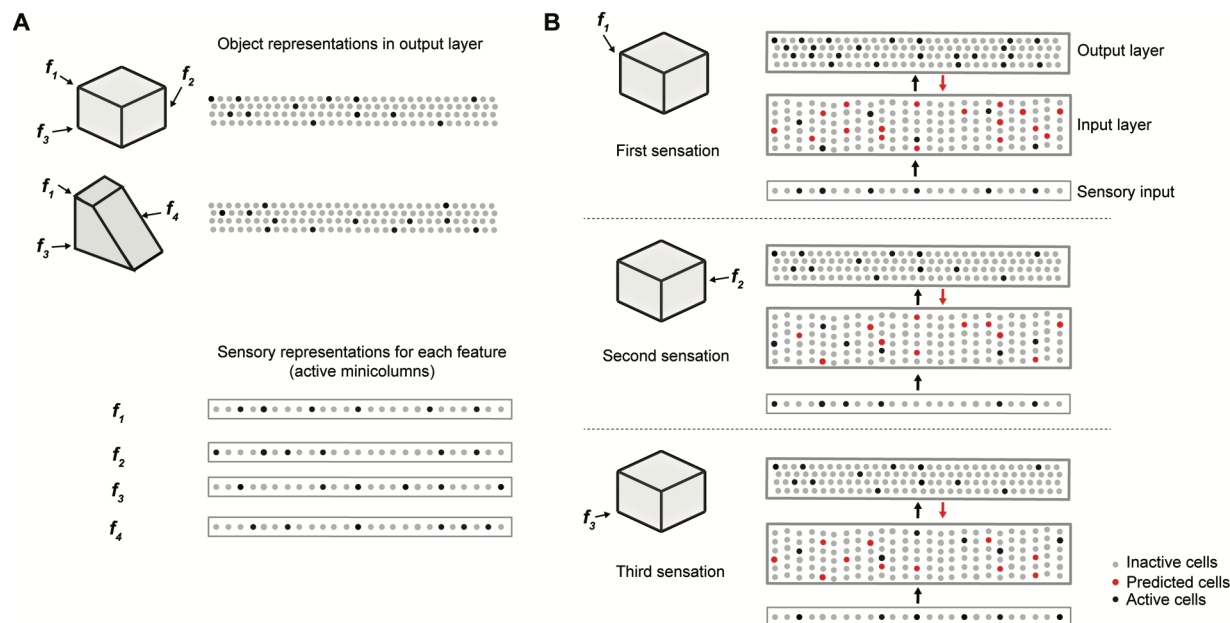 A
Object representations in output layer
f1
f2
f3
f1
f4
f3
Sensory representations for each feature
(active minicolumns)
f1
f2
f3
f4
B
f1
First sensation
Output layer
Input layer
Sensory input
f2
Second sensation
f3
Third sensation
Inactive cells
Predicted cells
Active cells